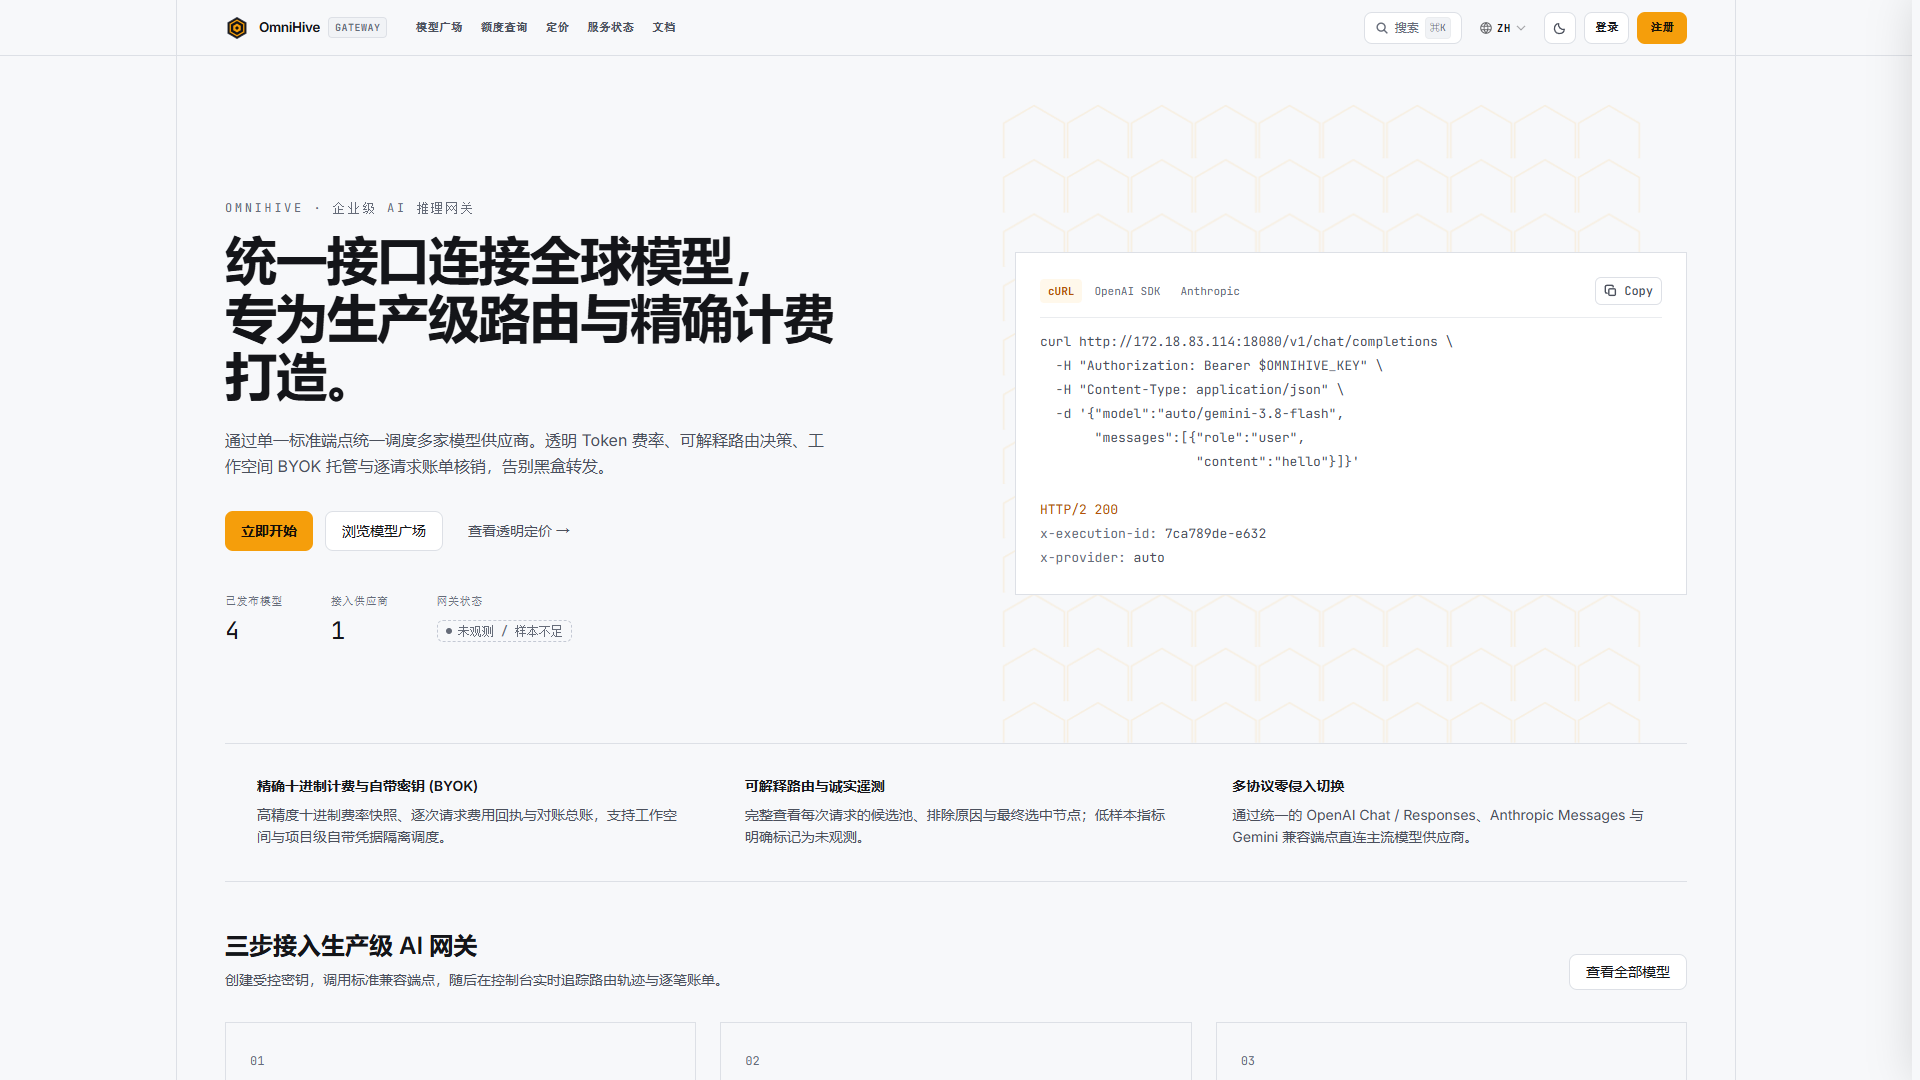 OmniHive GATEWAY 模型广场 额度查询 定价 服务状态 文档 搜索 ⌘K ZH 登录 注册
OMNIHIVE · 企业级 AI 推理网关
统一接口连接全球模型，
专为生产级路由与精确计费
打造。
通过单一标准端点统一调度多家模型供应商。透明 Token 费率、可解释路由决策、工
作空间 BYOK 托管与逐请求账单核销，告别黑盒转发。
立即开始 浏览模型广场 查看透明定价 →
已发布模型 接入供应商 网关状态
4 1 未观测 / 样本不足
cURL OpenAI SDK Anthropic Copy
curl http://172.18.83.114:18080/v1/chat/completions \
-H "Authorization: Bearer $OMNIHIVE_KEY" \
-H "Content-Type: application/json" \
-d '{"model":"auto/gemini-3.8-flash",
"messages":[{"role":"user",
"content":"hello"}]}'
HTTP/2 200
x-execution-id: 7ca789de-e632
x-provider: auto
精确十进制计费与自带密钥 (BYOK)
高精度十进制费率快照、逐次请求费用回执与对账总账，支持工作空
间与项目级自带凭据隔离调度。
可解释路由与诚实遥测
完整查看每次请求的候选池、排除原因与最终选中节点；低样本指标
明确标记为未观测。
多协议零侵入切换
通过统一的 OpenAI Chat / Responses、Anthropic Messages 与
Gemini 兼容端点直连主流模型供应商。
三步接入生产级 AI 网关
创建受控密钥，调用标准兼容端点，随后在控制台实时追踪路由轨迹与逐笔账单。
查看全部模型
01 02 03